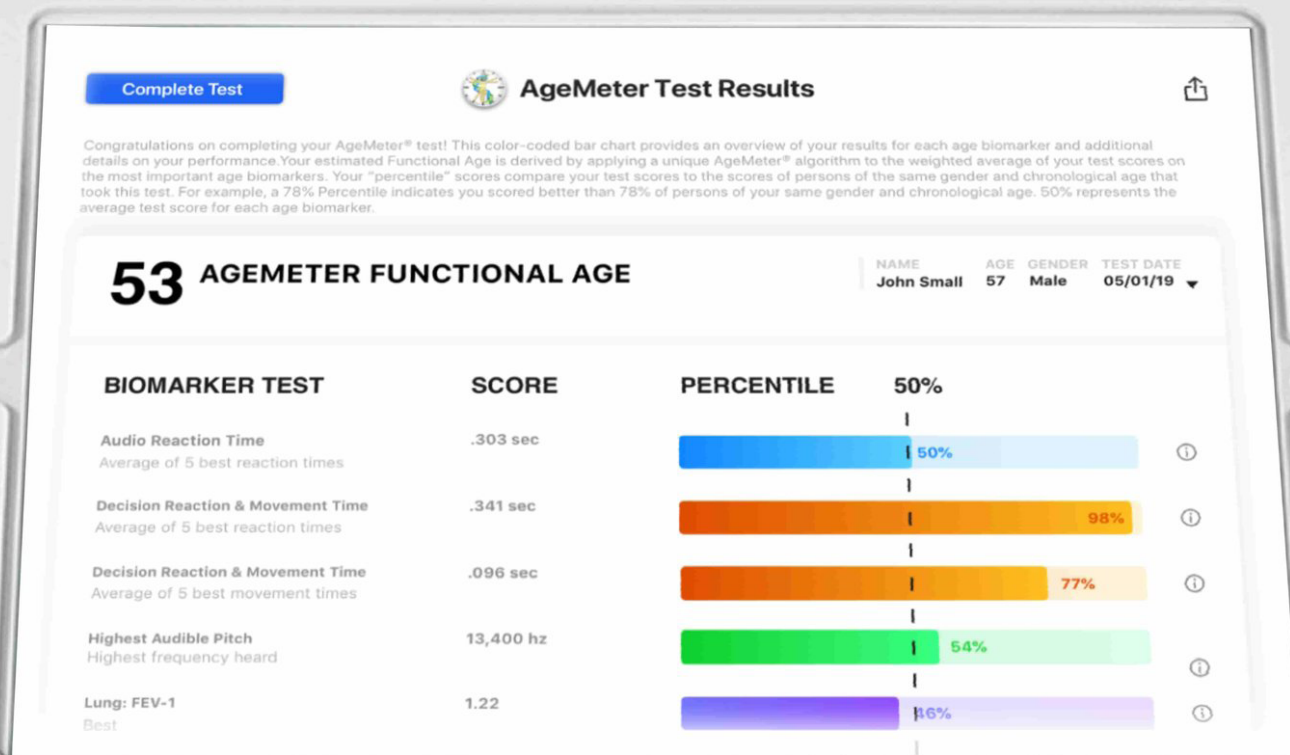 Complete Test
AgeMeter Test Results
Congratulations on completing your AgeMeter® test! This color-coded bar chart provides an overview of your results for each age biomarker and additional
details on your performance.Your estimated Functional Age is derived by applying a unique AgeMeter® algorithm to the weighted average of your test scores on
the most important age biomarkers. Your "percentile" scores compare your test scores to the scores of persons of the same gender and chronological age that
took this test. For example, a 78% Percentile indicates you scored better than 78% of persons of your same gender and chronological age. 50% represents the
average test score for each age biomarker.
53 AGEMETER FUNCTIONAL AGE
NAME AGE GENDER TEST DATE
John Small 57 Male 05/01/19
BIOMARKER TEST SCORE PERCENTILE 50%
Audio Reaction Time .303 sec 50%
Average of 5 best reaction times
Decision Reaction & Movement Time .341 sec 98%
Average of 5 best reaction times
Decision Reaction & Movement Time .096 sec 77%
Average of 5 best movement times
Highest Audible Pitch 13,400 hz 54%
Highest frequency heard
Lung: FEV-1 1.22 46%
Best